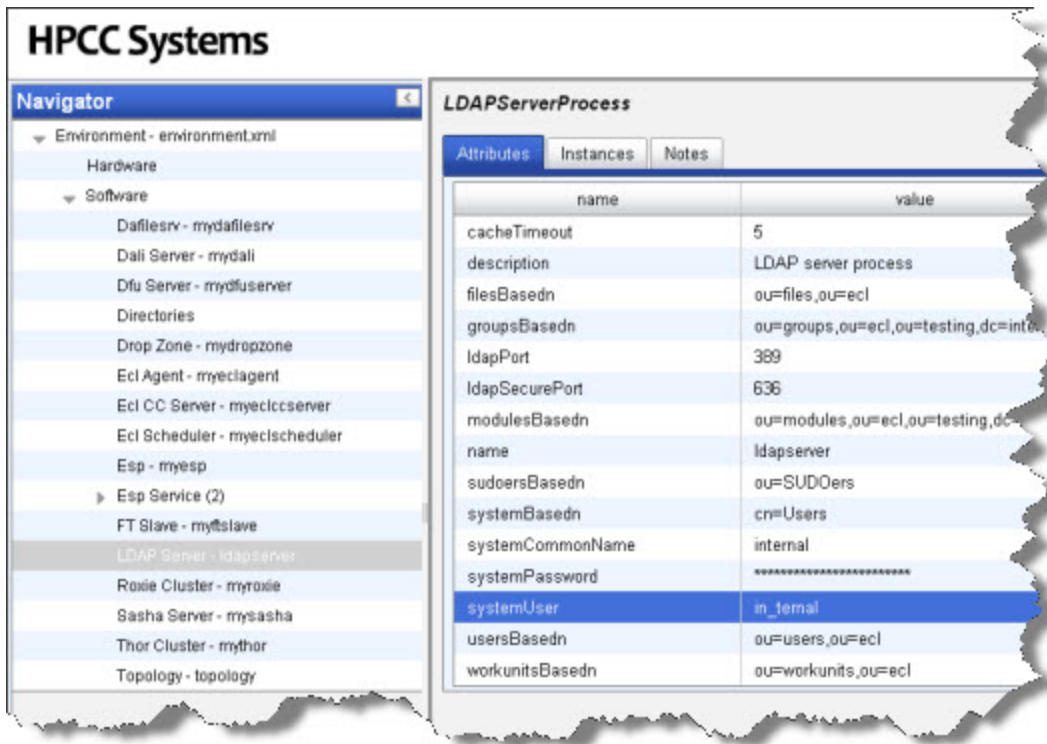 HPCC Systems
Navigator
Environment - environment.xml
Hardware
Software
Dafilesrv - mydafilesrv
Dali Server - mydali
Dfu Server - mydfuserver
Directories
Drop Zone - mydropzone
Ecl Agent - myeclagent
Ecl CC Server - myeclccserver
Ecl Scheduler - myeclscheduler
Esp - myesp
Esp Service (2)
FT Slave - myftslave
LDAP Server - ldapserver
Roxie Cluster - myroxie
Sasha Server - mysasha
Thor Cluster - mythor
Topology - topology
LDAPServerProcess
Attributes Instances Notes
name value
cacheTimeout 5
description LDAP server process
filesBasedn ou=files,ou=ecl
groupsBasedn ou=groups,ou=ecl,ou=testing,dc=inte
ldapPort 389
ldapSecurePort 636
modulesBasedn ou=modules,ou=ecl,ou=testing,dc=
name ldapserver
sudoersBasedn ou=SUDOers
systemBasedn cn=Users
systemCommonName internal
systemPassword ************************
systemUser in_ternal
usersBasedn ou=users,ou=ecl
workunitsBasedn ou=workunits,ou=ecl